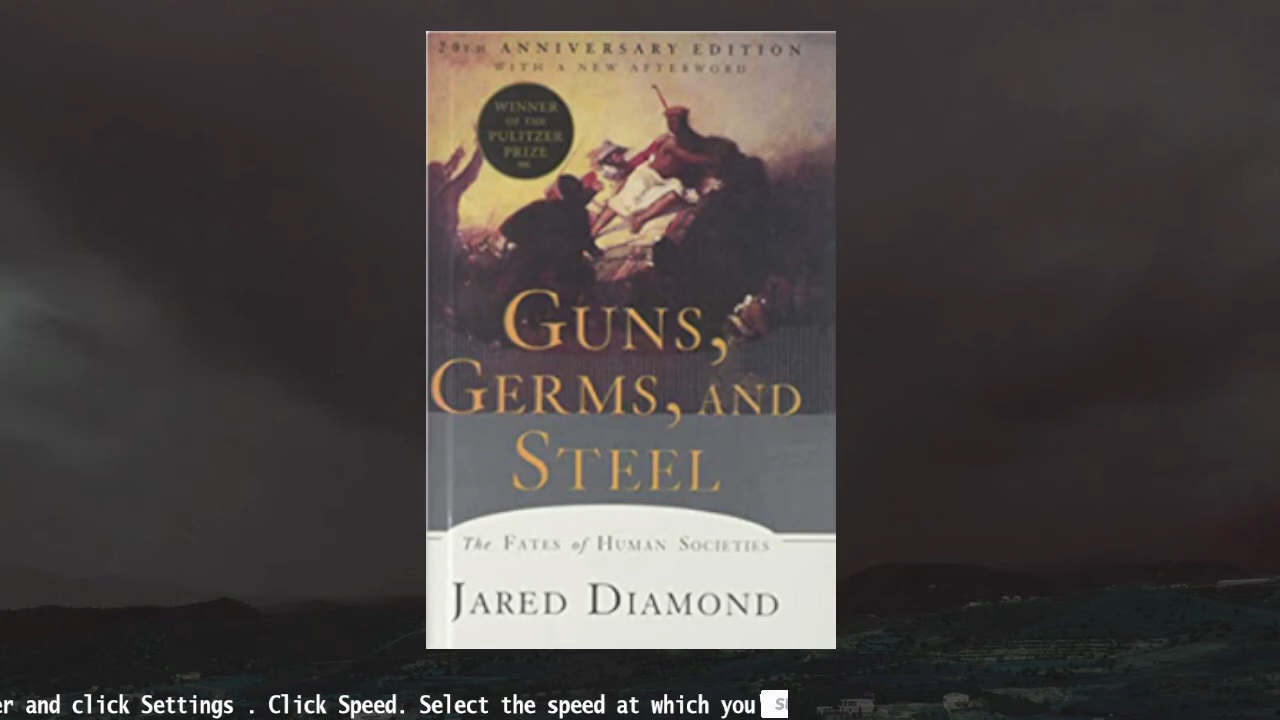 20TH ANNIVERSARY EDITION
WITH A NEW AFTERWORD
WINNER
OF THE
PULITZER
PRIZE
GUNS,
GERMS, AND
STEEL
The FATES of HUMAN SOCIETIES
JARED DIAMOND
er and click Settings . Click Speed. Select the speed at which you